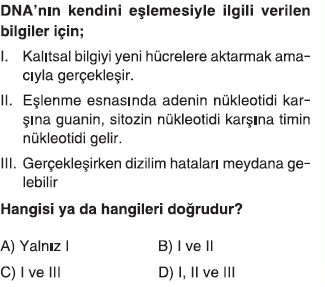 DNA'nın kendini eşlemesiyle ilgili verilen
bilgiler için;
I. Kalıtsal bilgiyi yeni hücrelere aktarmak ama-
cıyla gerçekleşir.
II. Eşlenme esnasında adenin nükleotidi kar-
şına guanin, sitozin nükleotidi karşına timin
nükleotidi gelir.
III. Gerçekleşirken dizilim hataları meydana ge-
lebilir
Hangisi ya da hangileri doğrudur?
A) Yalnız I B) I ve II
C) I ve III D) I, II ve III